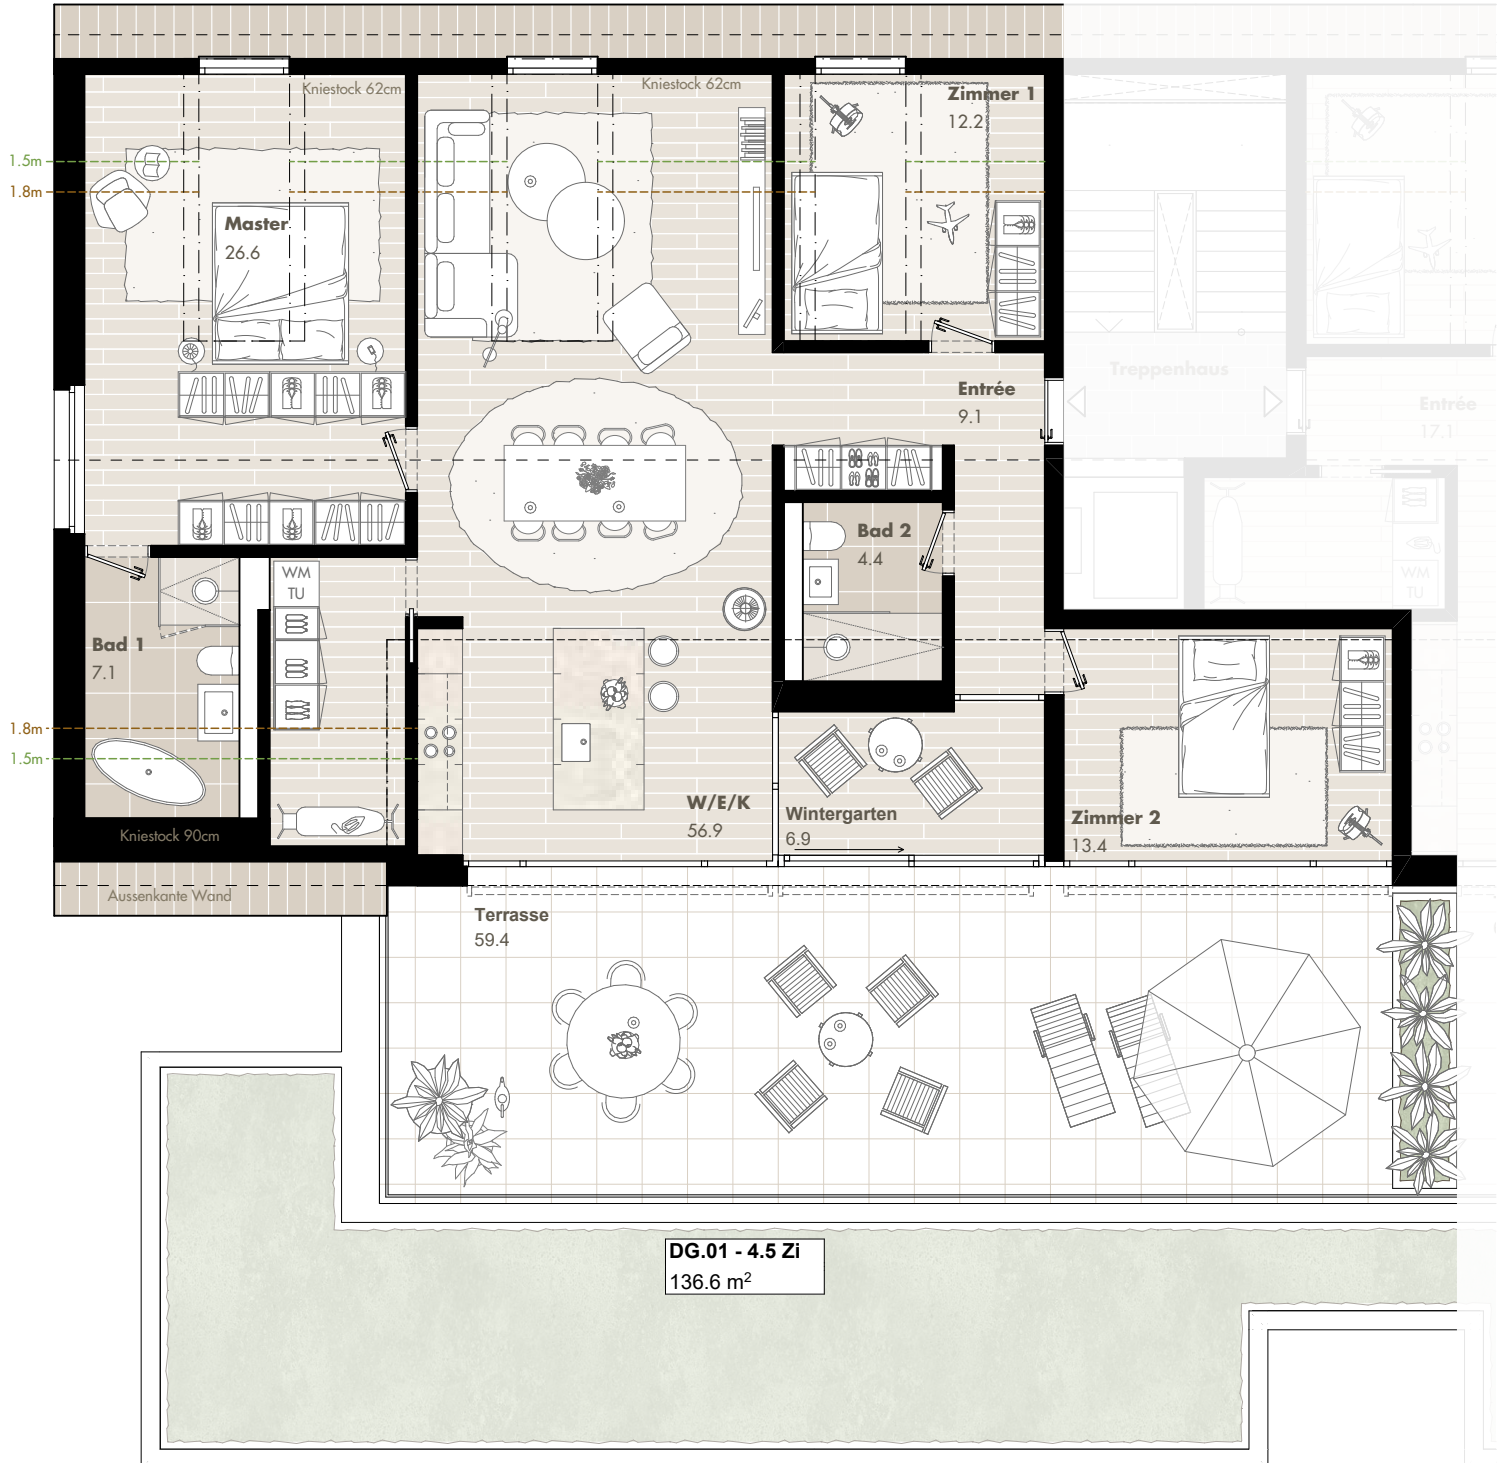 Kniestock 62cm
Kniestock 62cm
Zimmer 1
12.2
1.5m
1.8m
Master
26.6
Treppenhaus
Entrée
9.1
Entrée
17.1
Bad 2
4.4
WM
TU
WM
TU
Bad 1
7.1
1.8m
1.5m
W/E/K
56.9
Wintergarten
6.9
Zimmer 2
13.4
Kniestock 90cm
Aussenkante Wand
Terrasse
59.4
DG.01 - 4.5 Zi
136.6 m²